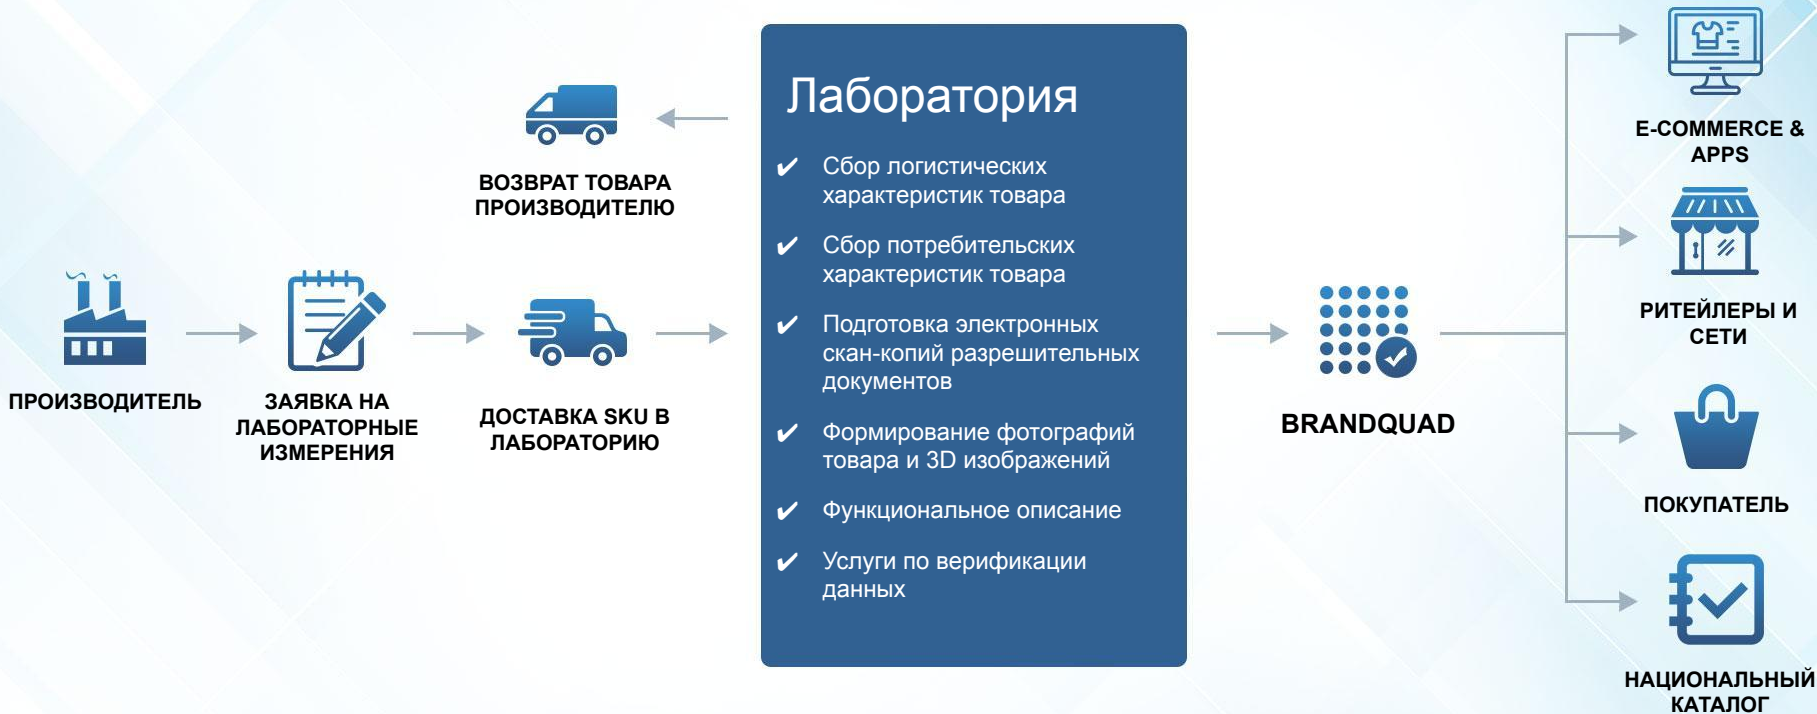 ПРОИЗВОДИТЕЛЬ
ЗАЯВКА НА
ЛАБОРАТОРНЫЕ
ИЗМЕРЕНИЯ
ДОСТАВКА SKU В
ЛАБОРАТОРИЮ
ВОЗВРАТ ТОВАРА
ПРОИЗВОДИТЕЛЮ
Лаборатория
✔ Сбор логистических
характеристик товара
✔ Сбор потребительских
характеристик товара
✔ Подготовка электронных
скан-копий разрешительных
документов
✔ Формирование фотографий
товара и 3D изображений
✔ Функциональное описание
✔ Услуги по верификации
данных
BRANDQUAD
E-COMMERCE &
APPS
РИТЕЙЛЕРЫ И
СЕТИ
ПОКУПАТЕЛЬ
НАЦИОНАЛЬНЫЙ
КАТАЛОГ